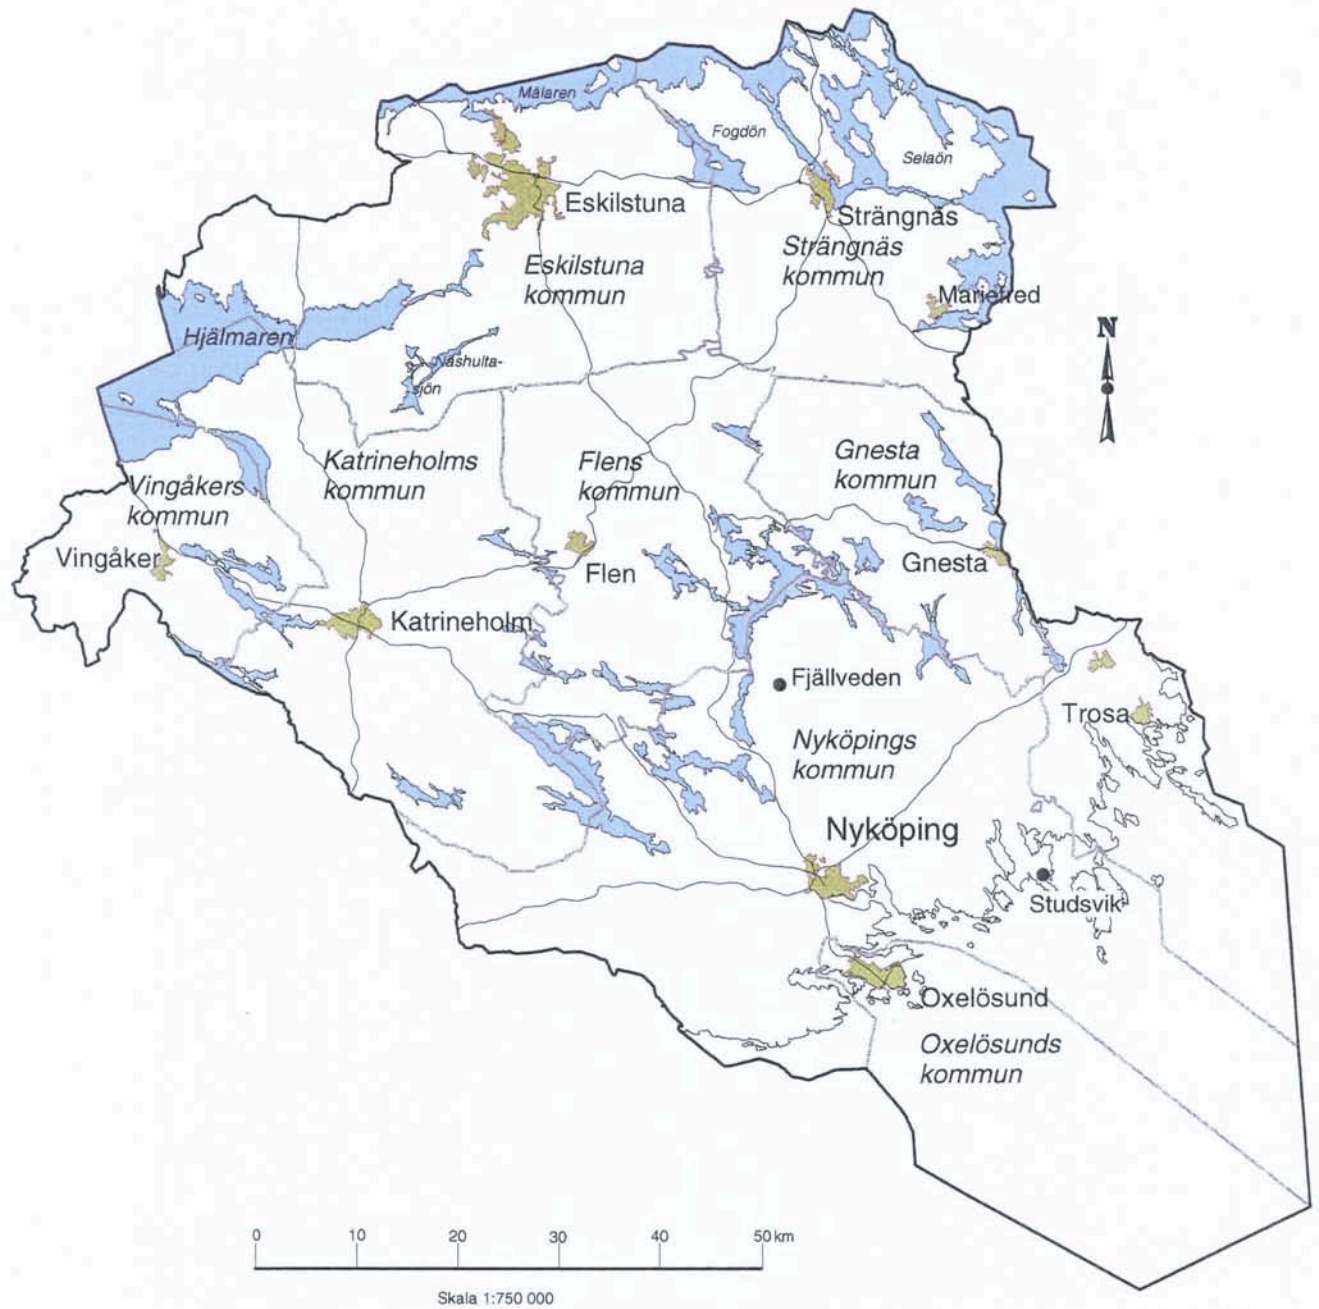 Mälaren
Fogdön
Selaön
Eskilstuna
Strängnäs
Strängnäs
kommun
Eskilstuna
kommun
Mariefred
N
Hjälmaren
Näshulta-
sjön
Katrineholms
kommun
Flens
kommun
Gnesta
kommun
Vingåkers
kommun
Vingåker
Flen
Gnesta
Katrineholm
Fjällveden
Trosa
Nyköpings
kommun
Nyköping
Studsvik
Oxelösund
Oxelösunds
kommun
0 10 20 30 40 50 km
Skala 1:750 000